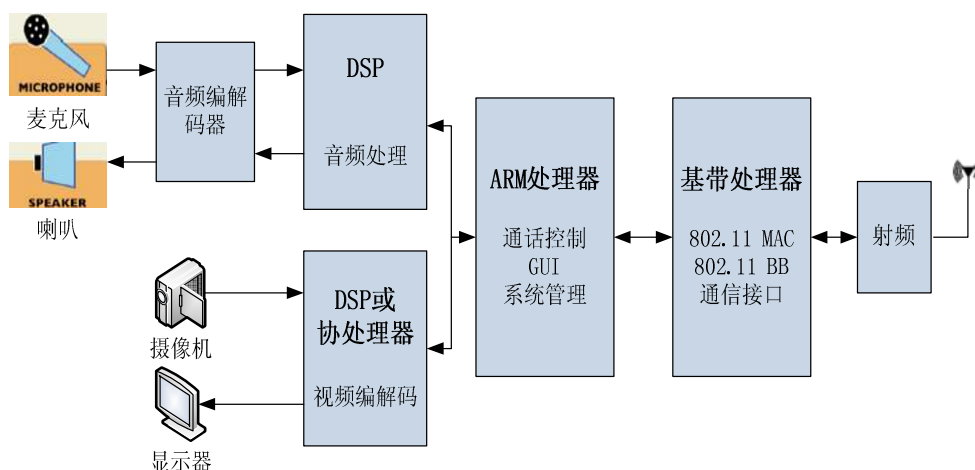 MICROPHONE
麦克风
SPEAKER
喇叭
音频编解
码器
DSP
音频处理
摄像机
显示器
DSP或
协处理器
视频编解码
ARM处理器
通话控制
GUI
系统管理
基带处理器
802.11 MAC
802.11 BB
通信接口
射频